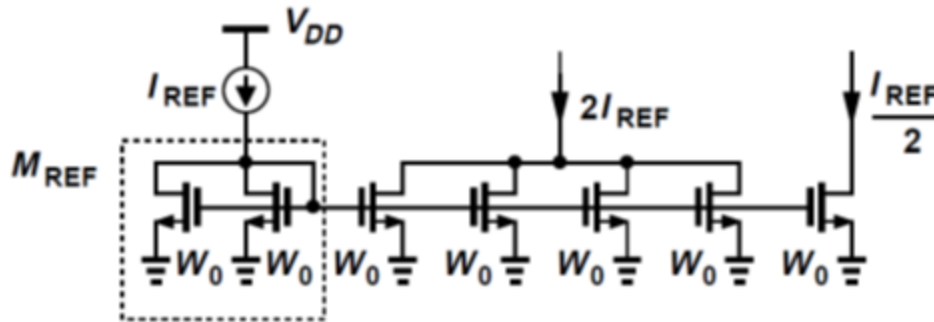 V_DD
I_REF
2I_REF
I_REF
2
M_REF
W_0 W_0 W_0 W_0 W_0 W_0 W_0